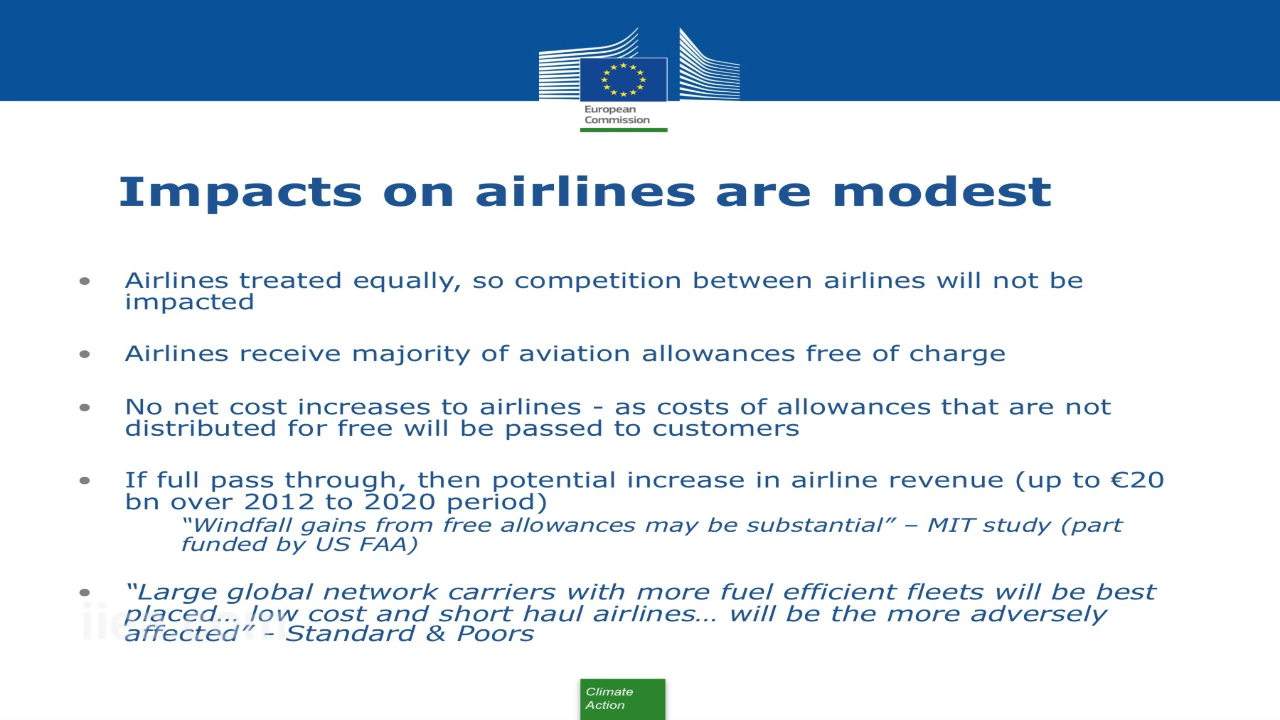 European
Commission
Impacts on airlines are modest
• Airlines treated equally, so competition between airlines will not be
impacted
• Airlines receive majority of aviation allowances free of charge
• No net cost increases to airlines - as costs of allowances that are not
distributed for free will be passed to customers
• If full pass through, then potential increase in airline revenue (up to €20
bn over 2012 to 2020 period)
“Windfall gains from free allowances may be substantial” – MIT study (part
funded by US FAA)
• “Large global network carriers with more fuel efficient fleets will be best
placed… low cost and short haul airlines… will be the more adversely
affected” - Standard & Poors
Climate
Action